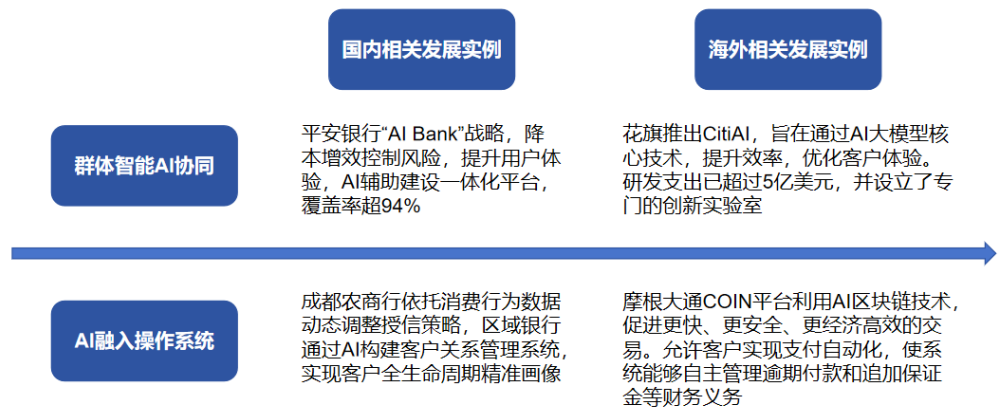 国内相关发展实例
海外相关发展实例
群体智能AI协同
平安银行“AI Bank”战略，降
本增效控制风险，提升用户体
验，AI辅助建设一体化平台，
覆盖率超94%
花旗推出CitiAI，旨在通过AI大模型核
心技术，提升效率，优化客户体验。
研发支出已超过5亿美元，并设立了专
门的创新实验室
AI融入操作系统
成都农商行依托消费行为数据
动态调整授信策略，区域银行
通过AI构建客户关系管理系统，
实现客户全生命周期精准画像
摩根大通COIN平台利用AI区块链技术，
促进更快、更安全、更经济高效的交
易。允许客户实现支付自动化，使系
统能够自主管理逾期付款和追加保证
金等财务义务